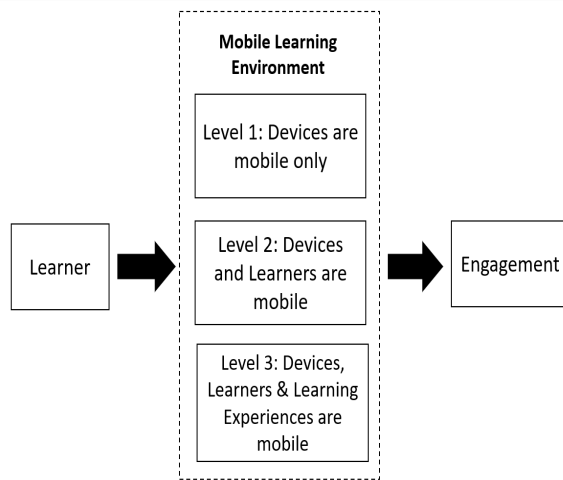 Mobile Learning
Environment
Level 1: Devices are
mobile only
Learner
Level 2: Devices
and Learners are
mobile
Engagement
Level 3: Devices,
Learners & Learning
Experiences are
mobile